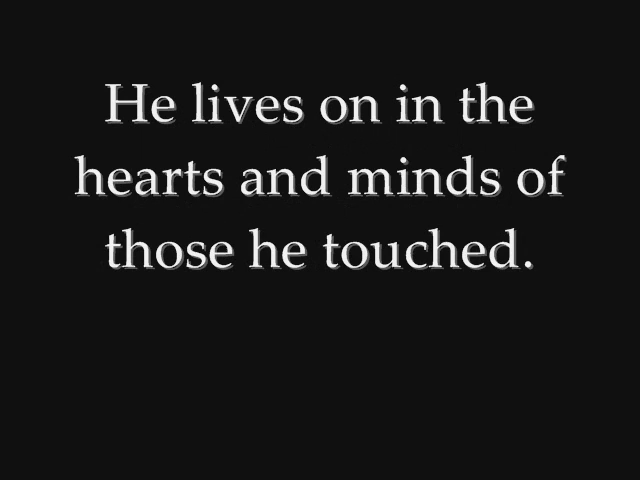 He lives on in the
hearts and minds of
those he touched.